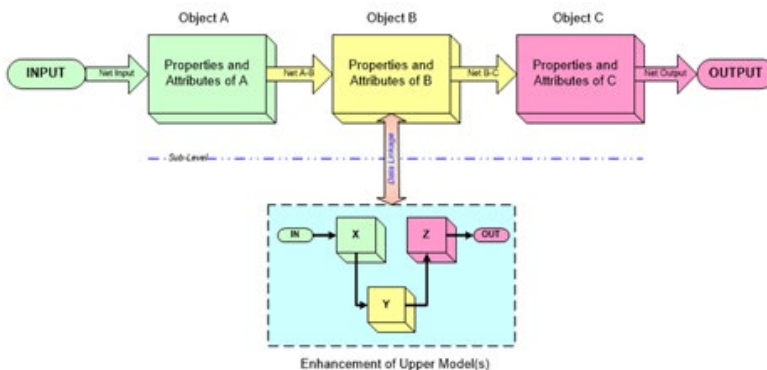 Object A
Object B
Object C
INPUT
Net Input
Properties and
Attributes of A
Net A-B
Properties and
Attributes of B
Net B-C
Properties and
Attributes of C
Net Output
OUTPUT
Sub-Level
Data Linkage
IN
X
Z
OUT
Y
Enhancement of Upper Model(s)